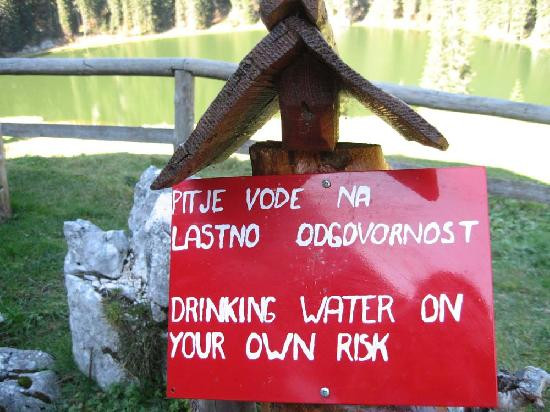 PITJE VODE NA
LASTNO ODGOVORNOST
DRINKING WATER ON
YOUR OWN RISK